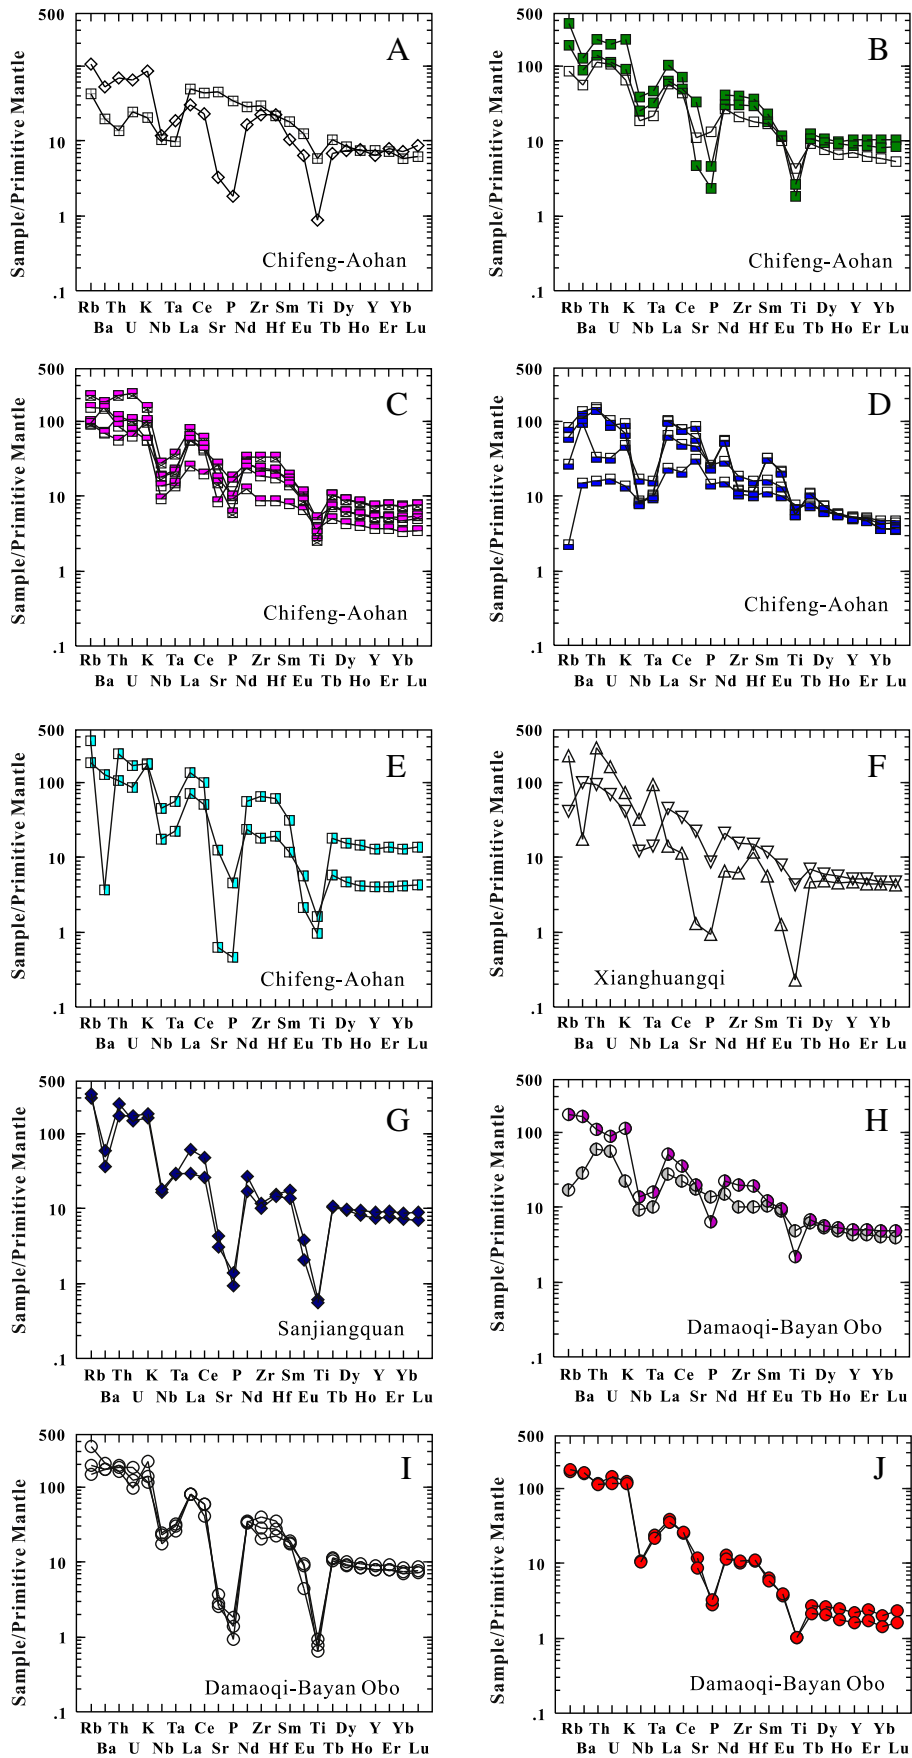 500
A
100
10
1
.1
Sample/Primitive Mantle
Chifeng-Aohan
Rb Th K Ta Ce P Zr Sm Ti Dy Y Yb
Ba U Nb La Sr Nd Hf Eu Tb Ho Er Lu
500
B
100
10
1
.1
Sample/Primitive Mantle
Chifeng-Aohan
Rb Th K Ta Ce P Zr Sm Ti Dy Y Yb
Ba U Nb La Sr Nd Hf Eu Tb Ho Er Lu
500
C
100
10
1
.1
Sample/Primitive Mantle
Chifeng-Aohan
Rb Th K Ta Ce P Zr Sm Ti Dy Y Yb
Ba U Nb La Sr Nd Hf Eu Tb Ho Er Lu
500
D
100
10
1
.1
Sample/Primitive Mantle
Chifeng-Aohan
Rb Th K Ta Ce P Zr Sm Ti Dy Y Yb
Ba U Nb La Sr Nd Hf Eu Tb Ho Er Lu
500
E
100
10
1
.1
Sample/Primitive Mantle
Chifeng-Aohan
Rb Th K Ta Ce P Zr Sm Ti Dy Y Yb
Ba U Nb La Sr Nd Hf Eu Tb Ho Er Lu
500
F
100
10
1
.1
Sample/Primitive Mantle
Xianghuangqi
Rb Th K Ta Ce P Zr Sm Ti Dy Y Yb
Ba U Nb La Sr Nd Hf Eu Tb Ho Er Lu
500
G
100
10
1
.1
Sample/Primitive Mantle
Sanjiangquan
Rb Th K Ta Ce P Zr Sm Ti Dy Y Yb
Ba U Nb La Sr Nd Hf Eu Tb Ho Er Lu
500
H
100
10
1
.1
Sample/Primitive Mantle
Damaoqi-Bayan Obo
Rb Th K Ta Ce P Zr Sm Ti Dy Y Yb
Ba U Nb La Sr Nd Hf Eu Tb Ho Er Lu
500
I
100
10
1
.1
Sample/Primitive Mantle
Damaoqi-Bayan Obo
Rb Th K Ta Ce P Zr Sm Ti Dy Y Yb
Ba U Nb La Sr Nd Hf Eu Tb Ho Er Lu
500
J
100
10
1
.1
Sample/Primitive Mantle
Damaoqi-Bayan Obo
Rb Th K Ta Ce P Zr Sm Ti Dy Y Yb
Ba U Nb La Sr Nd Hf Eu Tb Ho Er Lu